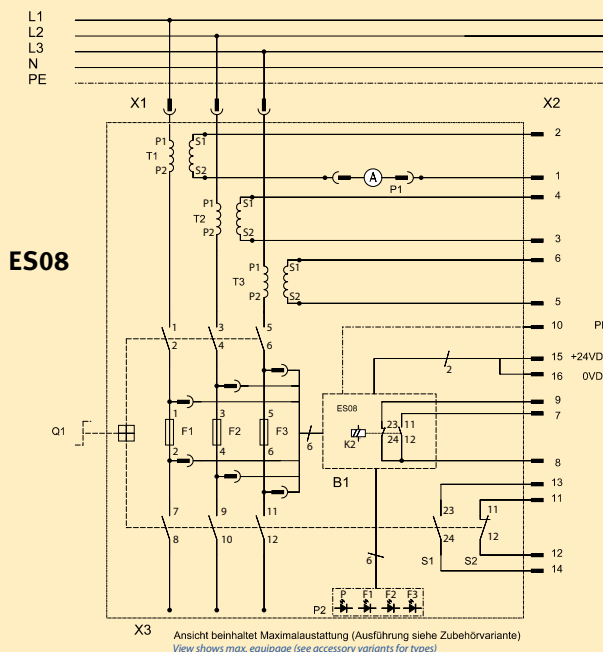 L1
L2
L3
N
PE
X1 X2
P1 S1 2
T1
P2 S2 1
A
P1
P1 S1 4
T2
P2 S2 3
P1 S1 6
T3
P2 S2 5
ES08
10 PE
1 3 5
2 4 6
15 +24VD
2
16 0VD
ES08
9
7
1 3 5
23 11
Q1 F1 F2 F3
K2
24 12
6
2 4 6
8
B1
13
11
7 9 11
23 11
8 10 12
24 12
S1 S2
12
14
6
P F1 F2 F3
P2
X3
Ansicht beinhaltet Maximalaustattung (Ausführung siehe Zubehörvariante)
View shows max. equipage (see accessory variants for types)